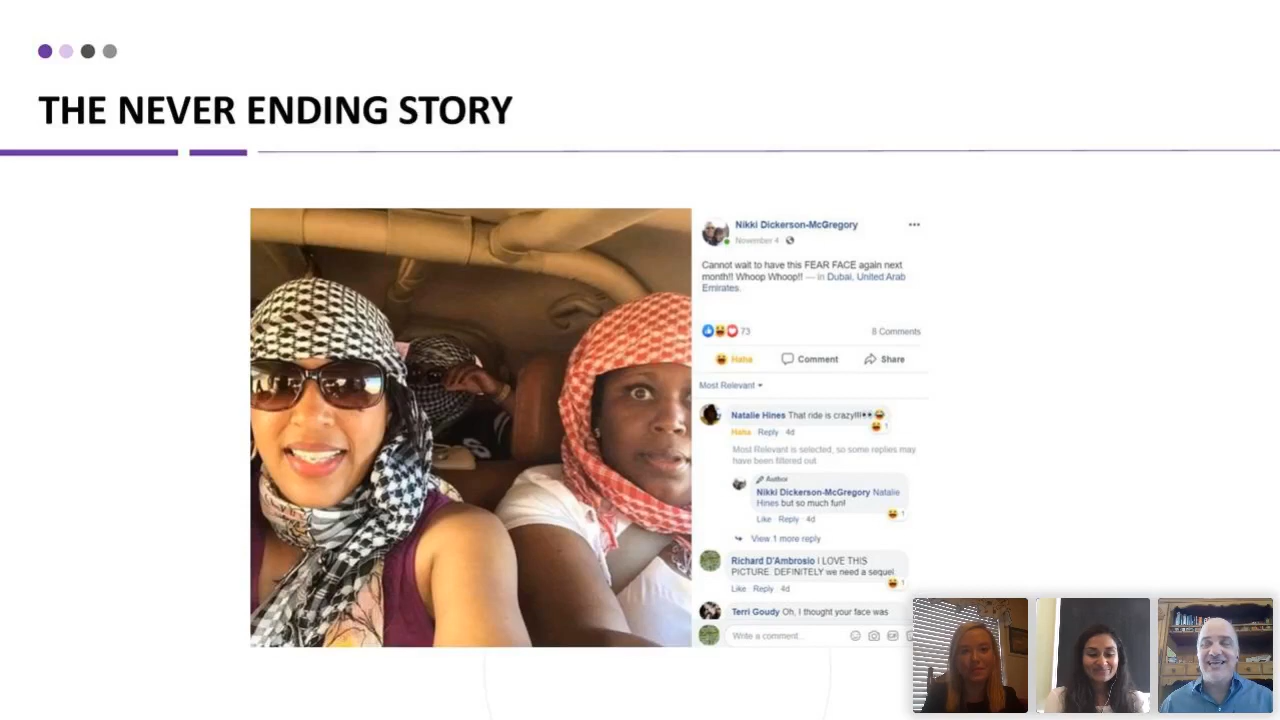 THE NEVER ENDING STORY
Nikki Dickerson-McGregory
November 4
Cannot wait to have this FEAR FACE again next
month!! Whoop Whoop!! — in Dubai, United Arab
Emirates.
73
8 Comments
Haha Comment Share
Most Relevant
Natalie Hines That ride is crazy!!!
1
Haha Reply 4d
Most Relevant is selected, so some replies may
have been filtered out.
Author
Nikki Dickerson-McGregory Natalie
Hines but so much fun!
1
Like Reply 4d
View 1 more reply
Richard D'Ambrosio I LOVE THIS
PICTURE. DEFINITELY we need a sequel.
1
Like Reply 4d
Terri Goudy Oh, I thought your face was
Write a comment...
GIF